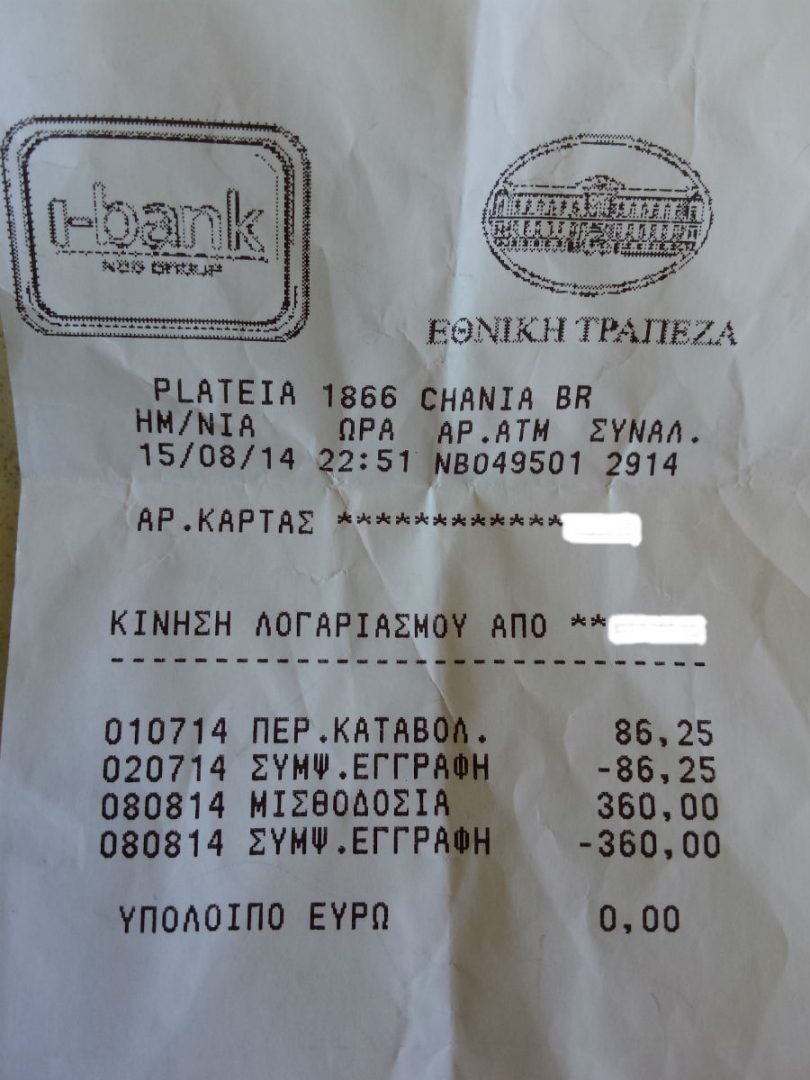 i-bank
NBG GROUP
ΕΘΝΙΚΗ ΤΡΑΠΕΖΑ
PLATEIA 1866 CHANIA BR
ΗΜ/ΝΙΑ ΩΡΑ ΑΡ.ΑΤΜ ΣΥΝΑΛ.
15/08/14 22:51 NB049501 2914
ΑΡ.ΚΑΡΤΑΣ ************
ΚΙΝΗΣΗ ΛΟΓΑΡΙΑΣΜΟΥ ΑΠΟ **
--------------------------------
010714 ΠΕΡ.ΚΑΤΑΒΟΛ. 86,25
020714 ΣΥΜΨ.ΕΓΓΡΑΦΗ -86,25
080814 ΜΙΣΘΟΔΟΣΙΑ 360,00
080814 ΣΥΜΨ.ΕΓΓΡΑΦΗ -360,00
ΥΠΟΛΟΙΠΟ ΕΥΡΩ 0,00